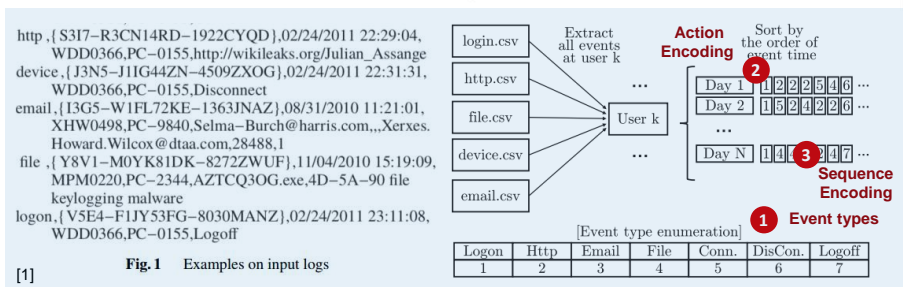 http ,{S3I7−R3CN14RD−1922CYQD},02/24/2011 22:29:04,
WDD0366,PC−0155,http://wikileaks.org/Julian_Assange
device,{J3N5−J1IG44ZN−4509ZXOG},02/24/2011 22:31:31,
WDD0366,PC−0155,Disconnect
email,{I3G5−W1FL72KE−1363JNAZ},08/31/2010 11:21:01,
XHW0498,PC−9840,Selma−Burch@harris.com,,,Xerxes.
Howard.Wilcox@dtaa.com,28488,1
file ,{Y8V1−M0YK81DK−8272ZWUF},11/04/2010 15:19:09,
MPM0220,PC−2344,AZTCQ3OG.exe,4D−5A−90 file
keylogging malware
logon,{V5E4−F1JY53FG−8030MANZ},02/24/2011 23:11:08,
WDD0366,PC−0155,Logoff
Fig. 1 Examples on input logs
[1]
login.csv
http.csv
file.csv
device.csv
email.csv
Extract
all events
at user k
User k
...
...
Action
Encoding
2
Sort by
the order of
event time
Day 1 1 2 2 2 5 4 6 ...
Day 2 1 5 2 4 2 2 6 ...
...
Day N 1 4 4 2 4 7 ...
3
Sequence
Encoding
1 Event types
[Event type enumeration]
Logon Http Email File Conn. DisCon. Logoff
1 2 3 4 5 6 7